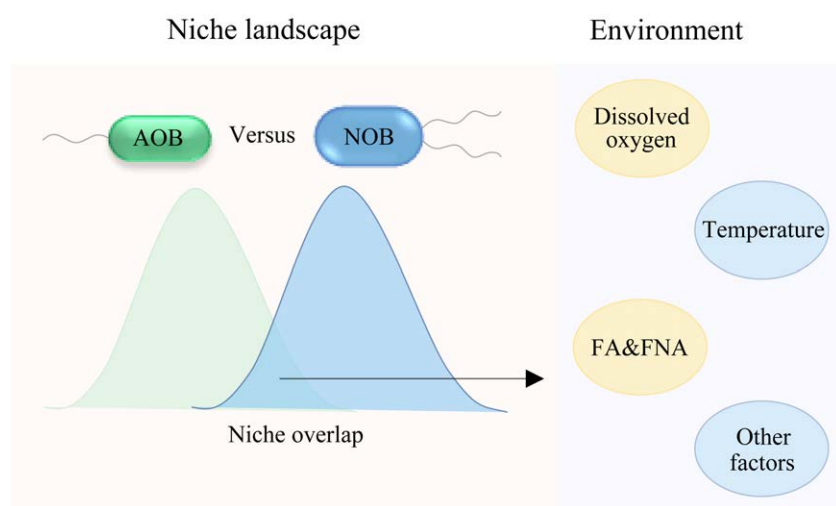 Niche landscape
Environment
AOB
Versus
NOB
Dissolved
oxygen
Temperature
FA&FNA
Niche overlap
Other
factors